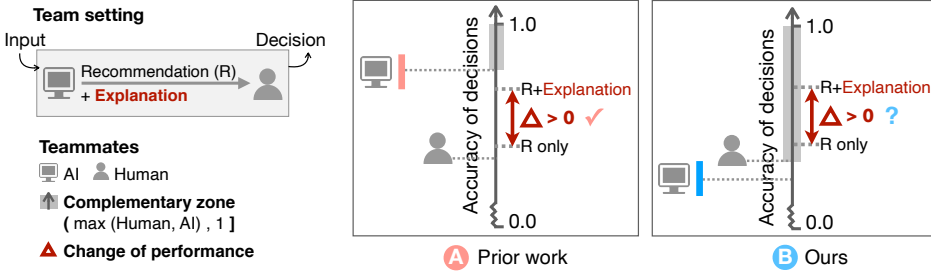 Team setting
Input
Decision
Recommendation (R)
+ Explanation
Teammates
AI Human
Complementary zone
( max (Human, AI) , 1 ]
Δ Change of performance
Accuracy of decisions
1.0
R+Explanation
Δ > 0 ✓
R only
0.0
A Prior work
Accuracy of decisions
1.0
R+Explanation
Δ > 0 ?
R only
0.0
B Ours